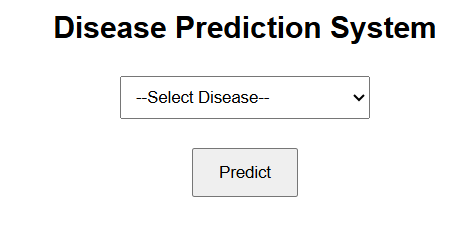 Disease Prediction System
--Select Disease--
Predict